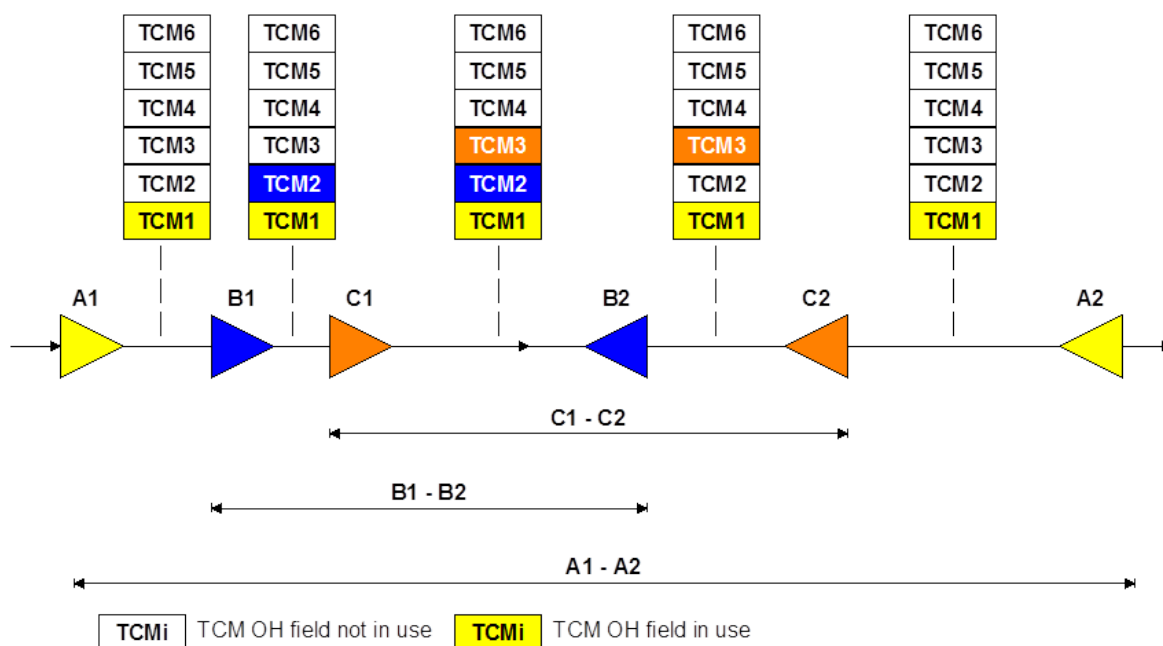 TCM6 TCM6 TCM6 TCM6 TCM6
TCM5 TCM5 TCM5 TCM5 TCM5
TCM4 TCM4 TCM4 TCM4 TCM4
TCM3 TCM3 TCM3 TCM3 TCM3
TCM2 TCM2 TCM2 TCM2 TCM2
TCM1 TCM1 TCM1 TCM1 TCM1
A1 B1 C1 B2 C2 A2
C1 - C2
B1 - B2
A1 - A2
TCMi TCM OH field not in use TCMi TCM OH field in use